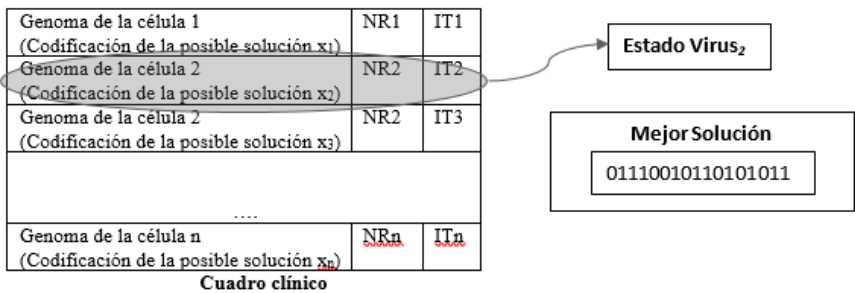 Genoma de la célula 1 NR1 IT1
(Codificación de la posible solución x1)
Genoma de la célula 2 NR2 IT2
(Codificación de la posible solución x2)
Genoma de la célula 2 NR2 IT3
(Codificación de la posible solución x3)
....
Genoma de la célula n NRn ITn
(Codificación de la posible solución xn)
Cuadro clínico
Estado Virus2
Mejor Solución
01110010110101011